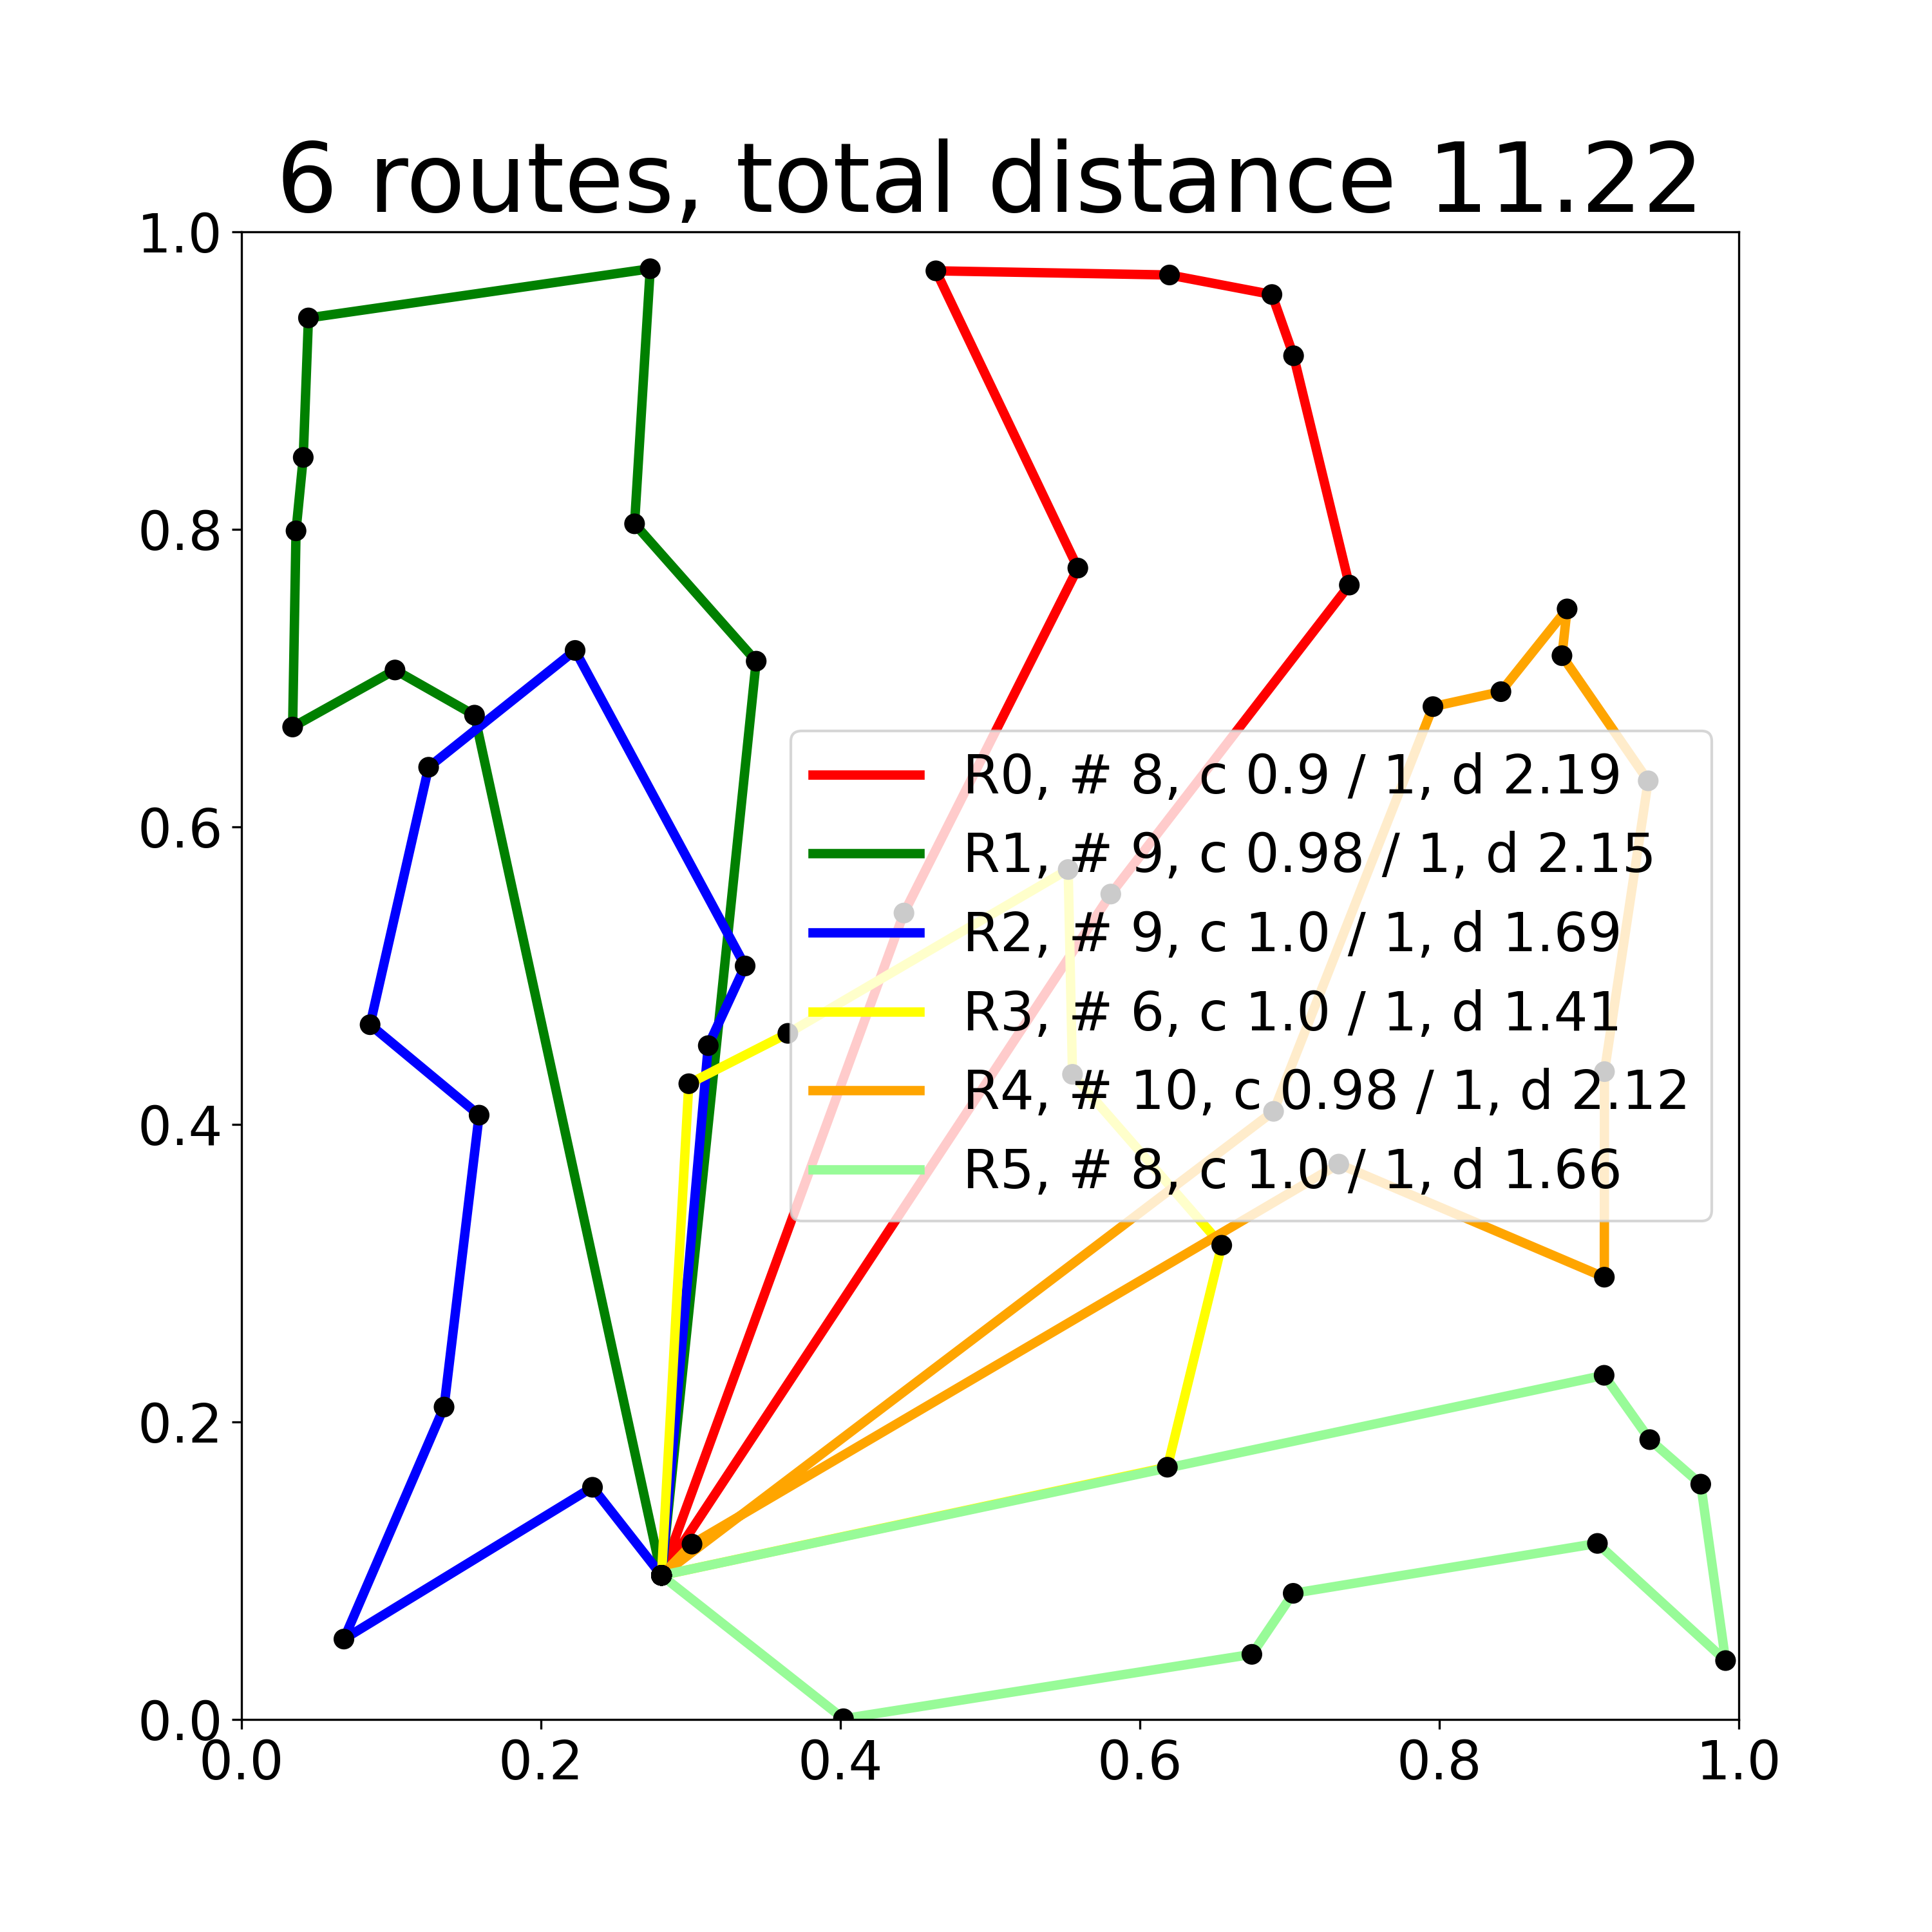 6 routes, total distance 11.22
1.0
0.8
0.6
0.4
0.2
0.0
R0, # 8, c 0.9 / 1, d 2.19
R1, # 9, c 0.98 / 1, d 2.15
R2, # 9, c 1.0 / 1, d 1.69
R3, # 6, c 1.0 / 1, d 1.41
R4, # 10, c 0.98 / 1, d 2.12
R5, # 8, c 1.0 / 1, d 1.66
0.0 0.2 0.4 0.6 0.8 1.0